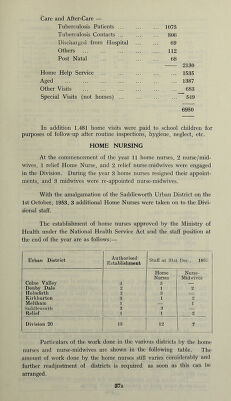 Care and After-Care —
Tuberculosis Patients ... ... 1075
Tuberculosis Contacts ... ... 806
Discharged from Hospital ... 69
Others ... ... ... ... 112
Post Natal ... ... ... 68
2130
Home Help Service ... ... ... ... 1535
Aged ... ... ... ... ... 1387
Other Visits ... ... ... ... 683
Special Visits (not homes) ... ... ... 549
6980
In addition 1,481 home visits were paid to school children for
purposes of follow-up after routine inspections, hygiene, neglect, etc.
HOME NURSING
At the commencement of the year 11 home nurses, 2 nurse/mid-
wives, 1 relief Home Nurse, and 2 relief nurse-midwives were engaged
in the Division. During the year 3 home nurses resigned their appoint-
ments, and 3 midwives were re-appointed nurse-midwives.
With the amalgamation of the Saddleworth Urban District on the
1st October, 1953, 3 additional Home Nurses were taken on to the Divi-
sional staff.
The establishment of home nurses approved by the Ministry of
Health under the National Health Service Act and the staff position at
the end of the year are as follows:—
Urban District Authorised Establishment Staff at 31st Dec., 1953
Home Nurses Nurse-Midwives
Colne Valley
Denby Dale
Holmfirth
Kirkburton
Meltham
Saddleworth
Relief
Division 20 12 7
Particulars of the work done in the various districts by the home
nurses and nurse-midwives are shown in the following table. The
amount of work done by the home nurses still varies considerably and
further readjustment of districts is required as soon as this can be
arranged.